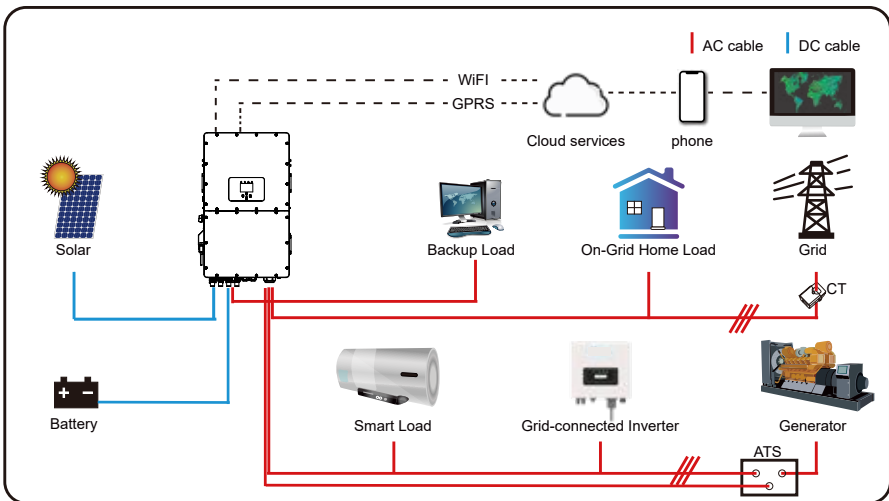 AC cable
DC cable
WiFI
GPRS
Cloud services
phone
Solar
Backup Load
On-Grid Home Load
Grid
CT
Battery
Smart Load
Grid-connected Inverter
Generator
ATS